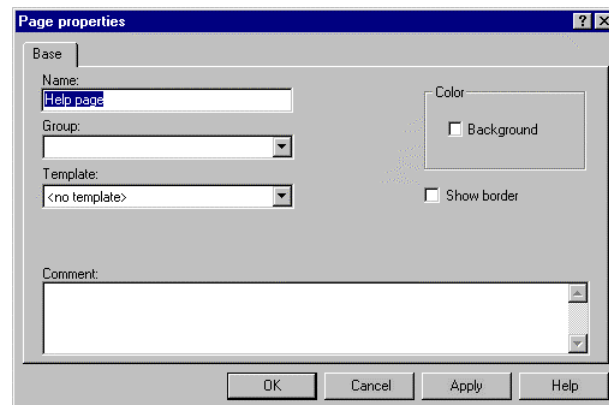 Page properties
Base
Name:
Help page
Color
Background
Group:
Template:
<no template>
Show border
Comment:
OK Cancel Apply Help